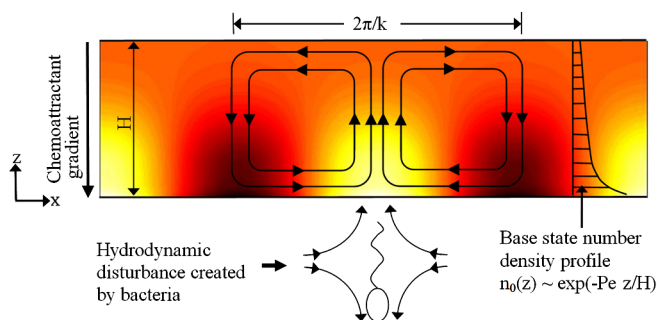 2π/k
Chemoattractant
gradient
H
z
x
Hydrodynamic
disturbance created
by bacteria
Base state number
density profile
n₀(z) ~ exp(-Pe z/H)